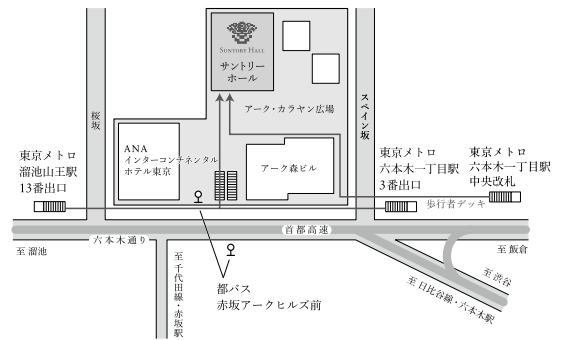 SUNTORY HALL
サントリー
ホール
桜坂
スペイン坂
アーク・カラヤン広場
ANA
インターコンチネンタル
ホテル東京
アーク森ビル
東京メトロ
溜池山王駅
13番出口
東京メトロ
六本木一丁目駅
3番出口
東京メトロ
六本木一丁目駅
中央改札
歩行者デッキ
首都高速
六本木通り
至 溜池
至 飯倉
至 渋谷
至 日比谷線・六本木駅
至 千代田線・赤坂駅
都バス
赤坂アークヒルズ前